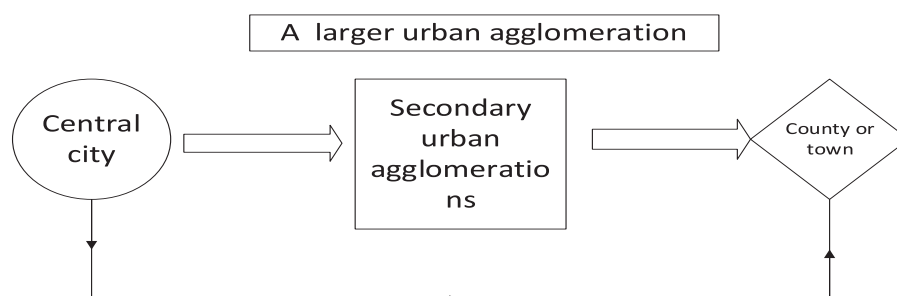 A larger urban agglomeration
Central
city
Secondary
urban
agglomeratio
ns
County or
town